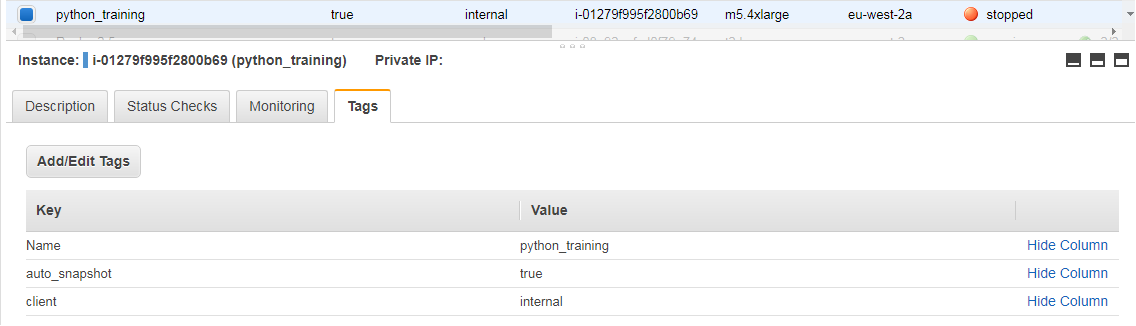 python_training true internal i-01279f995f2800b69 m5.4xlarge eu-west-2a stopped
Instance: i-01279f995f2800b69 (python_training) Private IP:
Description Status Checks Monitoring Tags
Add/Edit Tags
Key Value
Name python_training Hide Column
auto_snapshot true Hide Column
client internal Hide Column